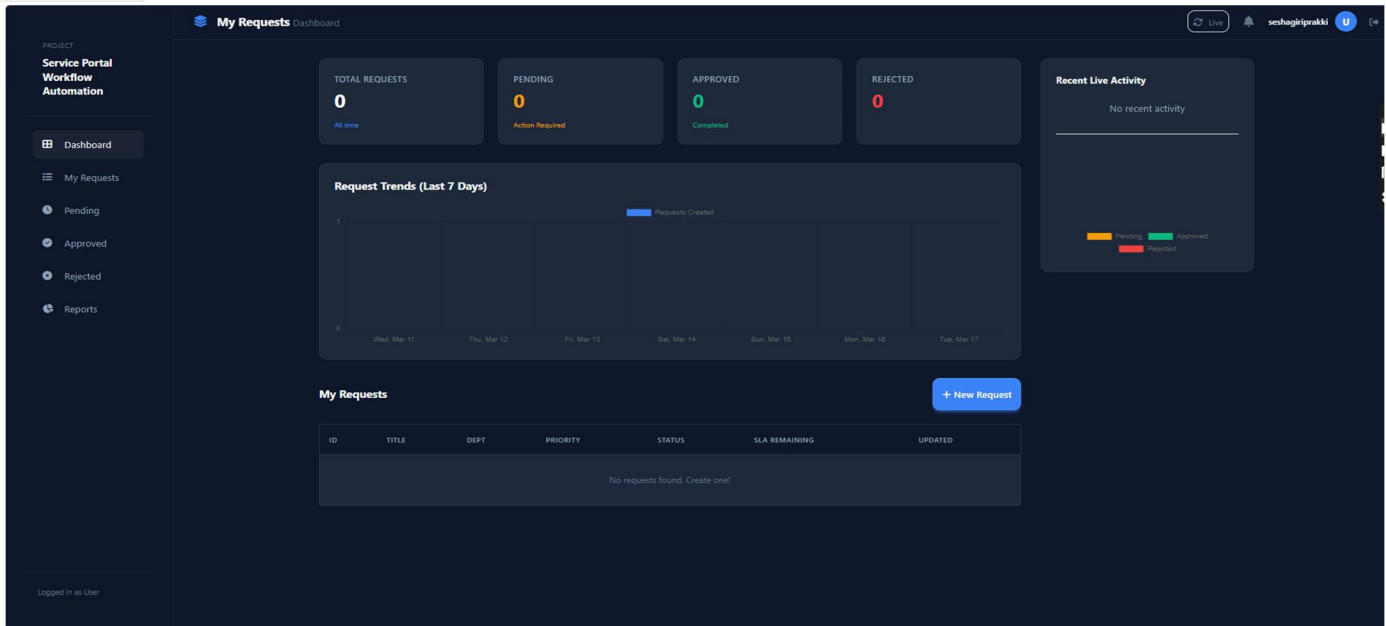 PROJECT
Service Portal
Workflow
Automation
Dashboard
My Requests
Pending
Approved
Rejected
Reports
Logged in as User
My Requests Dashboard
Live
seshagiriprakki
U
TOTAL REQUESTS
0
All time
PENDING
0
Action Required
APPROVED
0
Completed
REJECTED
0
Request Trends (Last 7 Days)
Requests Created
1
0
Wed, Mar 11
Thu, Mar 12
Fri, Mar 13
Sat, Mar 14
Sun, Mar 15
Mon, Mar 16
Tue, Mar 17
Recent Live Activity
No recent activity
Pending
Approved
Rejected
My Requests
+ New Request
ID TITLE DEPT PRIORITY STATUS SLA REMAINING UPDATED
No requests found. Create one!